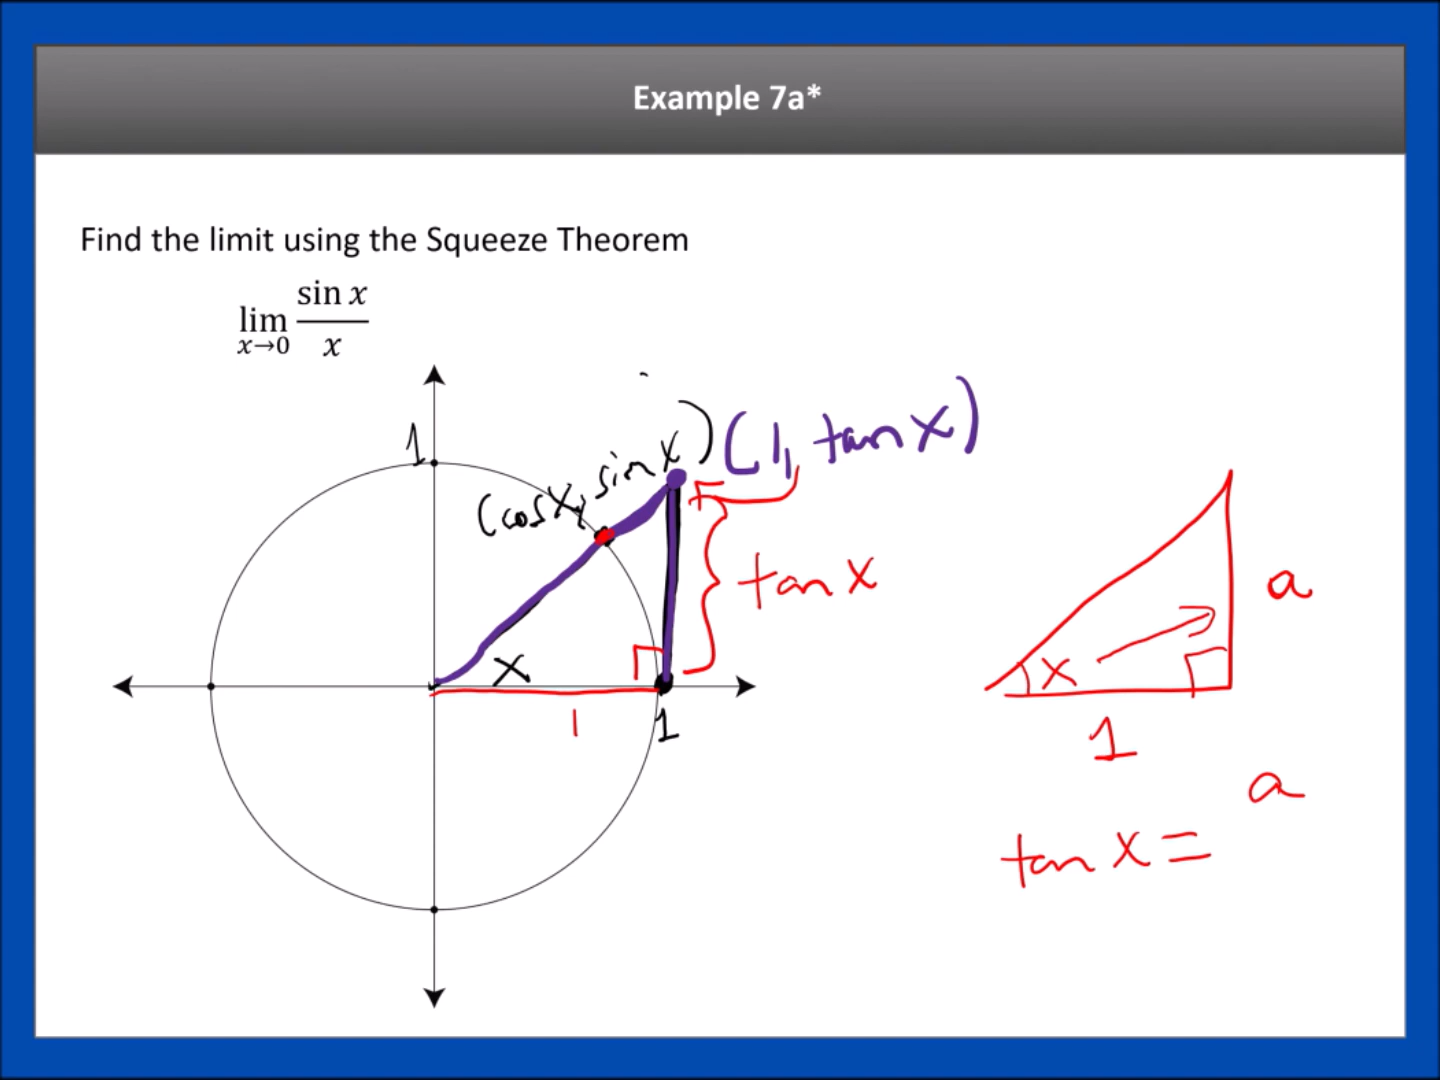 Example 7a*
Find the limit using the Squeeze Theorem
lim x→0 sin x / x
1
(cos x, sin x)
(1, tan x)
tan x
x
1
1
a
x
1
a
tan x =